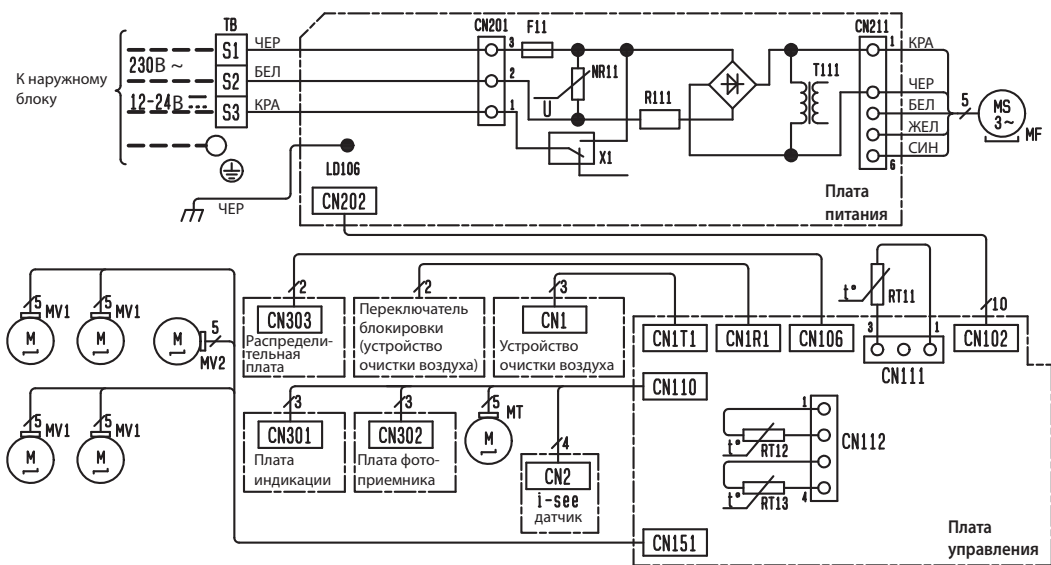 К наружному
блоку
230В ~
12-24В
TB
S1
S2
S3
ЧЕР
БЕЛ
КРА
ЧЕР
LD106
CN202
CN201
3
2
1
F11
NR11
U
R111
X1
T111
CN211
1
6
КРА
ЧЕР
БЕЛ
ЖЕЛ
СИН
5
MS
3~
MF
Плата
питания
5
MV1
M
5
MV1
M
M
5
MV2
5
MV1
M
5
MV1
M
2
CN303
Распредели-
тельная
плата
2
Переключатель
блокировки
(устройство
очистки воздуха)
3
CN1
Устройство
очистки воздуха
3
CN301
Плата
индикации
3
CN302
Плата фото-
приемника
5
MT
M
4
CN2
i-see
датчик
CN1T1
CN1R1
CN106
t°
RT11
3
1
CN111
10
CN102
CN110
1
4
CN112
t°
RT12
t°
RT13
CN151
Плата
управления